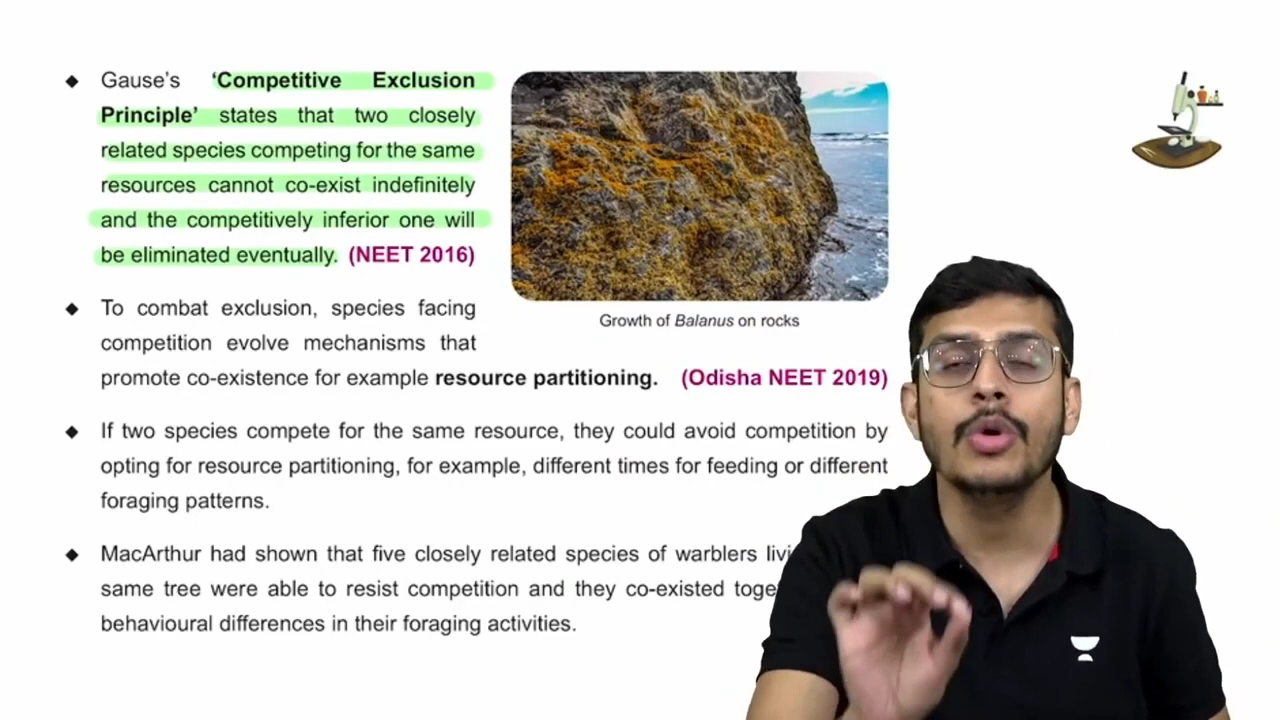 ◆ Gause's 'Competitive Exclusion
Principle' states that two closely
related species competing for the same
resources cannot co-exist indefinitely
and the competitively inferior one will
be eliminated eventually. (NEET 2016)
Growth of Balanus on rocks
◆ To combat exclusion, species facing
competition evolve mechanisms that
promote co-existence for example resource partitioning. (Odisha NEET 2019)
◆ If two species compete for the same resource, they could avoid competition by
opting for resource partitioning, for example, different times for feeding or different
foraging patterns.
◆ MacArthur had shown that five closely related species of warblers
same tree were able to resist competition and they co-existed
behavioural differences in their foraging activities.